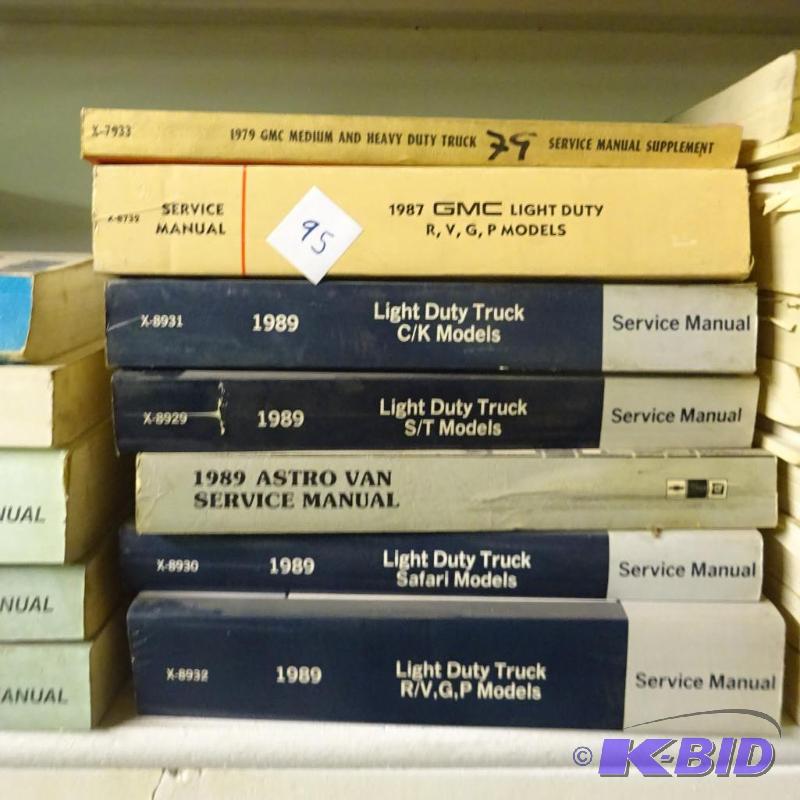 X-7933 1979 GMC MEDIUM AND HEAVY DUTY TRUCK 79 SERVICE MANUAL SUPPLEMENT
X-8739 SERVICE
MANUAL
95
1987 GMC LIGHT DUTY
R, V, G, P MODELS
X-8931 1989 Light Duty Truck
C/K Models
Service Manual
X-8929 1989 Light Duty Truck
S/T Models
Service Manual
1989 ASTRO VAN
SERVICE MANUAL
X-8930 1989 Light Duty Truck
Safari Models
Service Manual
X-8932 1989 Light Duty Truck
R/V,G,P Models
Service Manual
UAL
NUAL
ANUAL
© K-BID